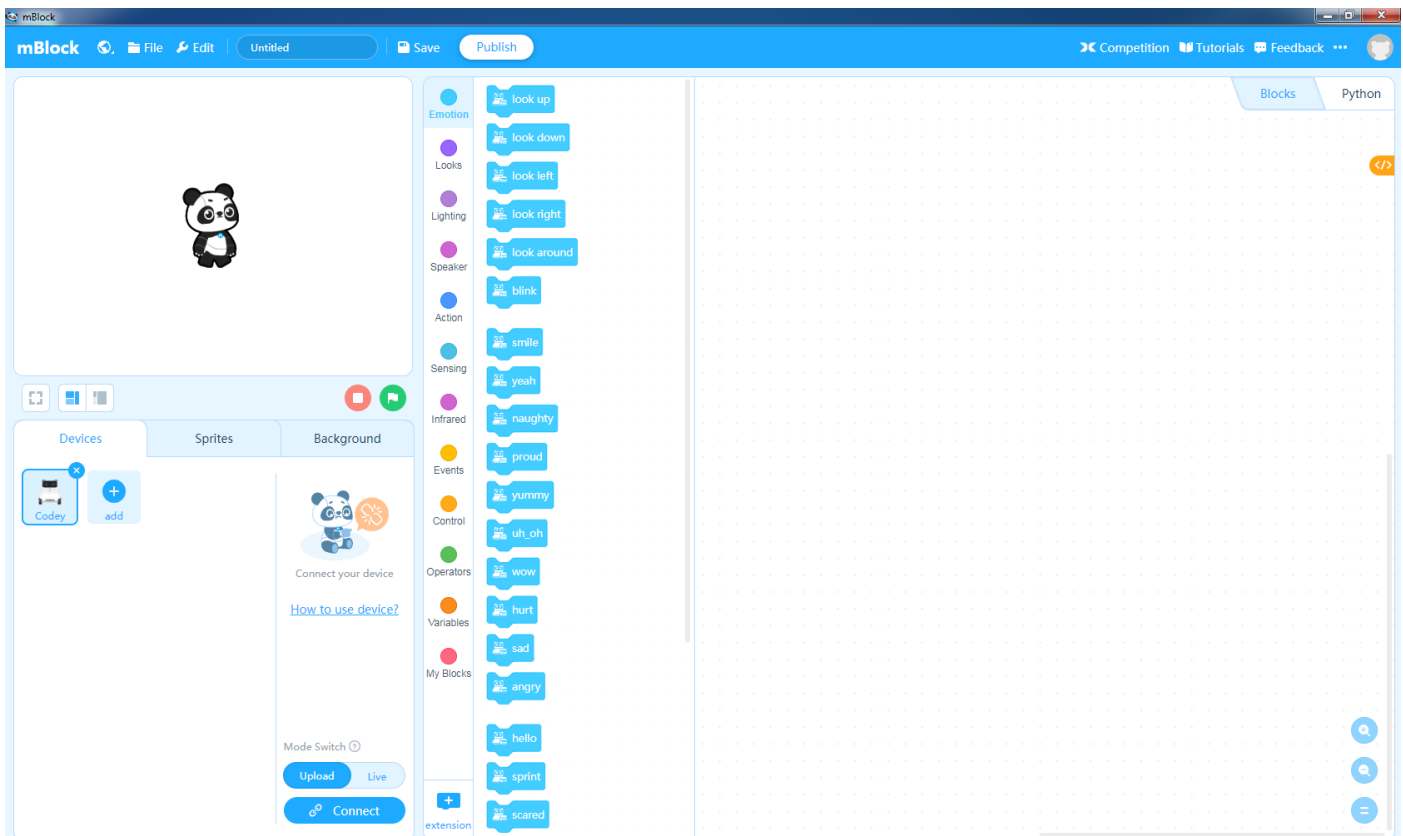 mBlock
mBlock File Edit Untitled Save Publish Competition Tutorials Feedback
Devices Sprites Background
Codey add
Connect your device
How to use device?
Mode Switch ?
Upload Live
Connect
Emotion
Looks
Lighting
Speaker
Action
Sensing
Infrared
Events
Control
Operators
Variables
My Blocks
extension
look up
look down
look left
look right
look around
blink
smile
yeah
naughty
proud
yummy
uh_oh
wow
hurt
sad
angry
hello
sprint
scared
Blocks Python
</>